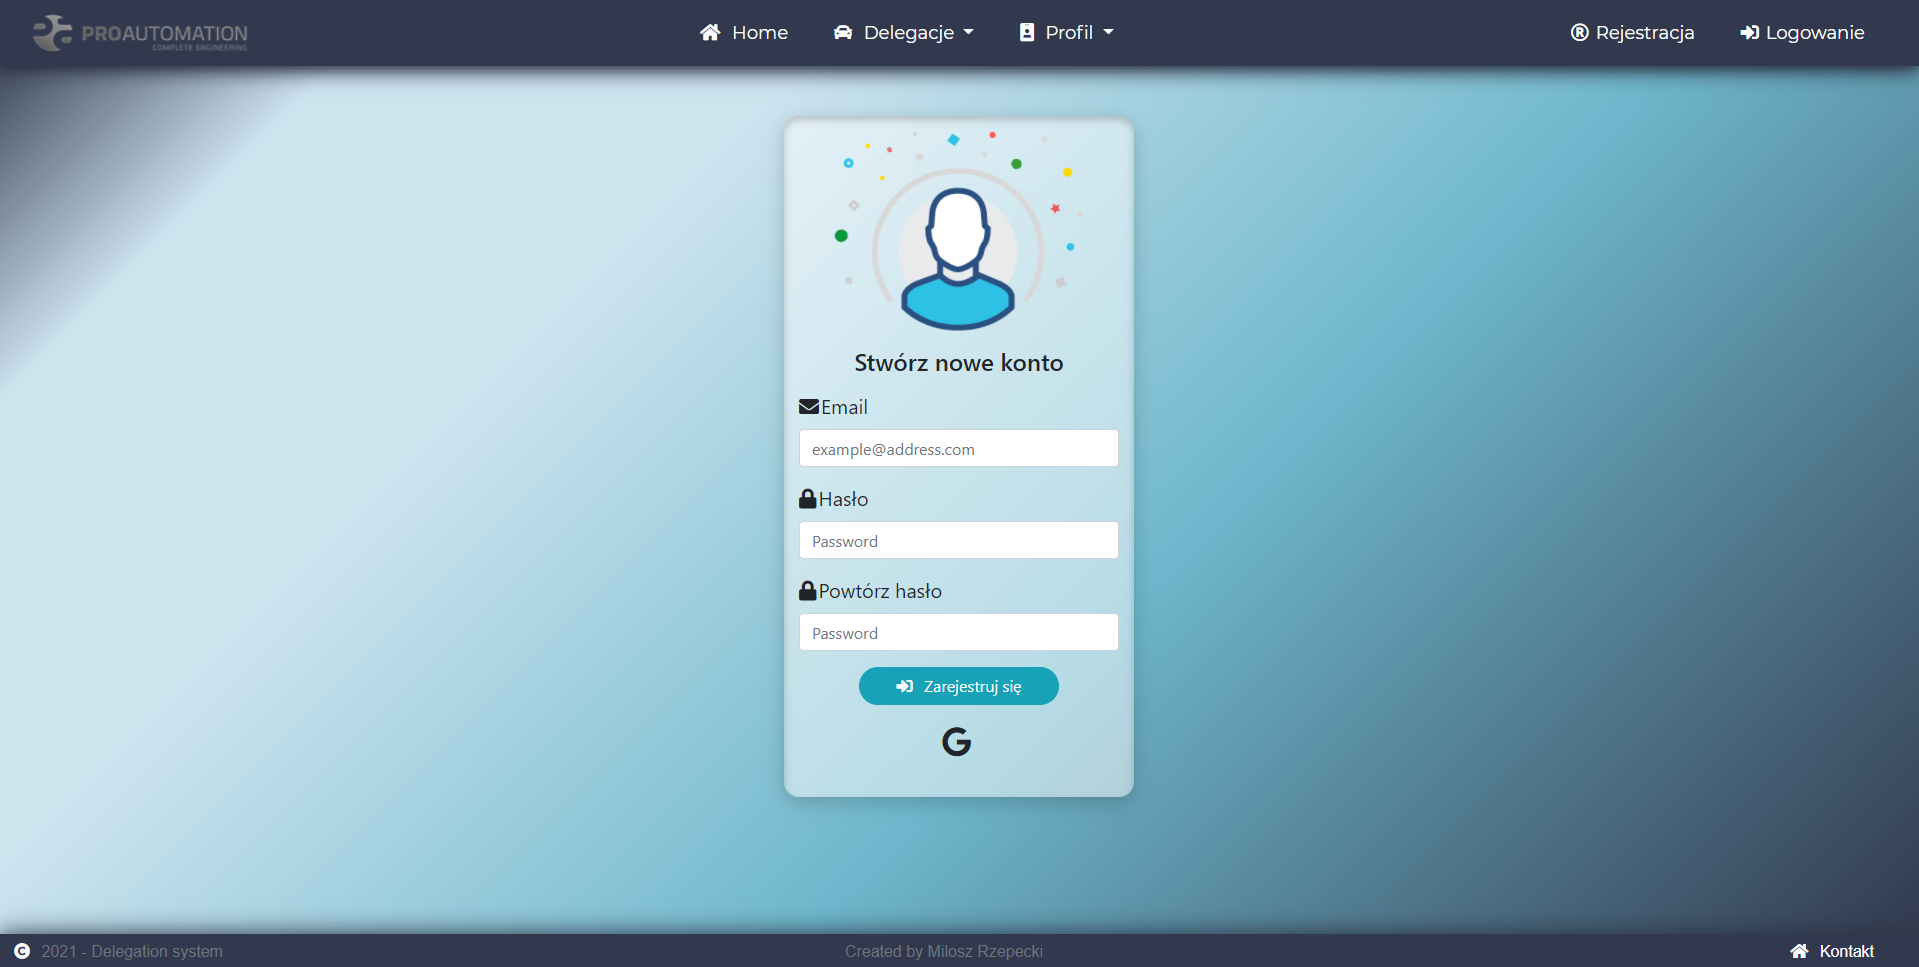 PROAUTOMATION
COMPLETE ENGINEERING
Home
Delegacje
Profil
Rejestracja
Logowanie
Stwórz nowe konto
Email
example@address.com
Hasło
Password
Powtórz hasło
Password
Zarejestruj się
G
2021 - Delegation system
Created by Milosz Rzepecki
Kontakt